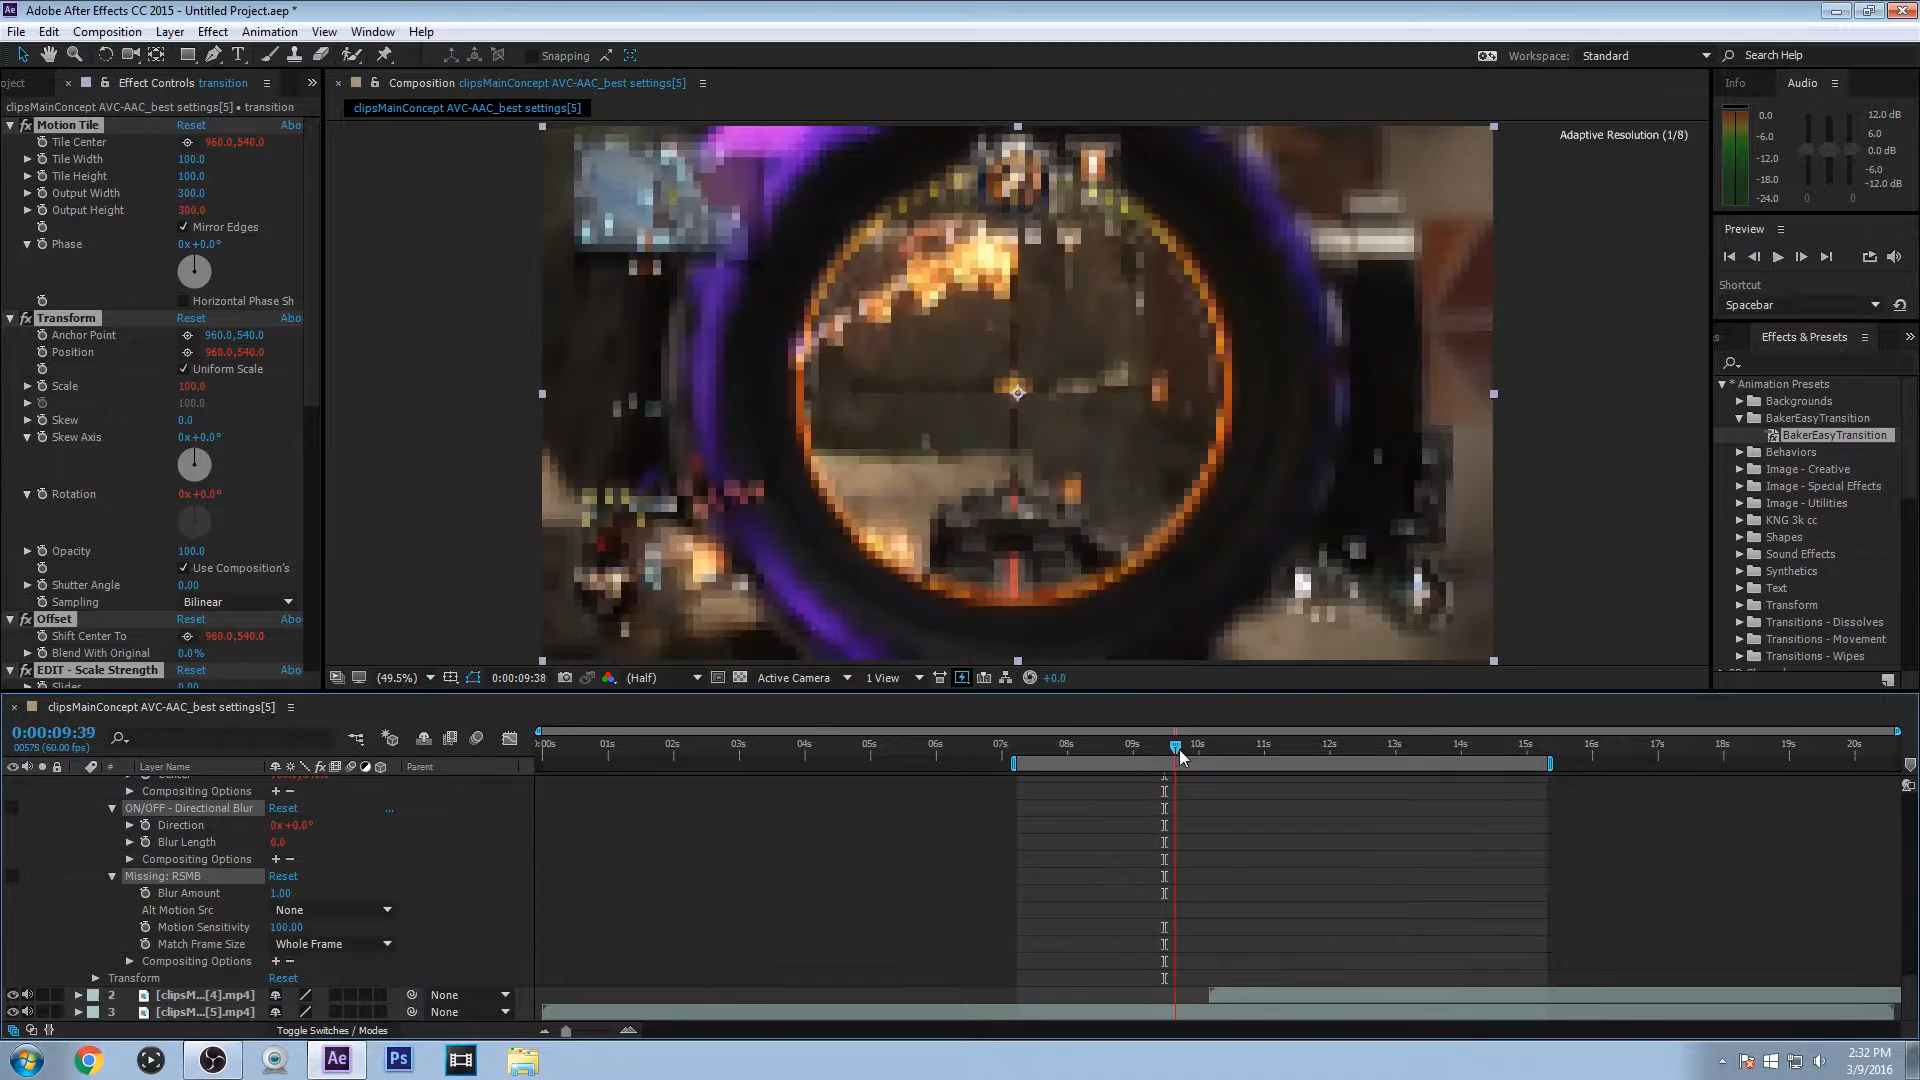 Adobe After Effects CC 2015 - Untitled Project.aep *
File Edit Composition Layer Effect Animation View Window Help
Snapping
Workspace: Standard
Search Help
oject
Effect Controls transition
Composition clipsMainConcept AVC-AAC_best settings[5]
Info
Audio
clipsMainConcept AVC-AAC_best settings[5] • transition
clipsMainConcept AVC-AAC_best settings[5]
Motion Tile Reset Abo
Tile Center 960.0,540.0
Tile Width 100.0
Tile Height 100.0
Output Width 300.0
Output Height 300.0
Mirror Edges
Phase 0x+0.0°
Horizontal Phase Sh
Transform Reset Abo
Anchor Point 960.0,540.0
Position 960.0,540.0
Uniform Scale
Scale 100.0
100.0
Skew 0.0
Skew Axis 0x+0.0°
Rotation 0x+0.0°
Opacity 100.0
Use Composition's
Shutter Angle 0.00
Sampling Bilinear
Offset Reset Abo
Shift Center To 960.0,540.0
Blend With Original 0.0%
EDIT - Scale Strength Reset Abo
Slider 0.00
Adaptive Resolution (1/8)
(49.5%) 0:00:09:38 (Half) Active Camera 1 View +0.0
0.0
-6.0
-12.0
-18.0
-24.0
12.0 dB
6.0
0.0 dB
-6.0
-12.0 dB
0 0
Preview
Shortcut
Spacebar
s
Effects & Presets
* Animation Presets
Backgrounds
BakerEasyTransition
BakerEasyTransition
Behaviors
Image - Creative
Image - Special Effects
Image - Utilities
KNG 3k cc
Shapes
Sound Effects
Synthetics
Text
Transform
Transitions - Dissolves
Transitions - Movement
Transitions - Wipes
clipsMainConcept AVC-AAC_best settings[5]
0:00:09:39
00578 (60.00 fps)
:00s 01s 02s 03s 04s 05s 06s 07s 08s 09s 10s 11s 12s 13s 14s 15s 16s 17s 18s 19s 20s
# Parent
Compositing Options + −
ON/OFF - Directional Blur Reset ...
Direction 0x+0.0°
Blur Length 0.0
Compositing Options + −
Missing: RSMB Reset
Blur Amount 1.00
Alt Motion Src None
Motion Sensitivity 100.00
Match Frame Size Whole Frame
Compositing Options + −
Transform Reset
2 [clipsM...[4].mp4] None
3 [clipsM...[5].mp4] None
Toggle Switches / Modes
Ae
Ps
2:32 PM
3/9/2016